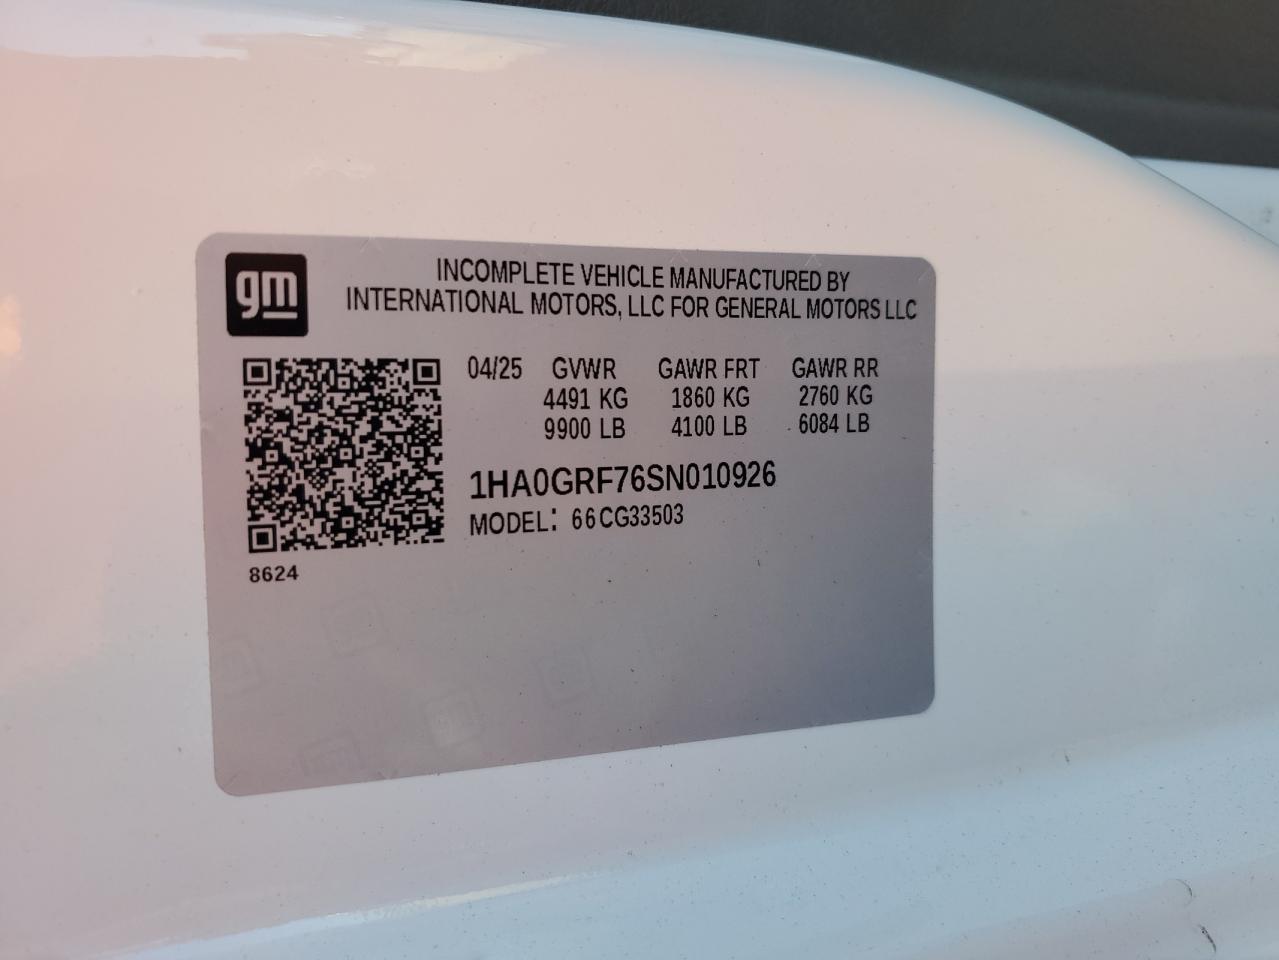 gm
INCOMPLETE VEHICLE MANUFACTURED BY
INTERNATIONAL MOTORS, LLC FOR GENERAL MOTORS LLC
04/25 GVWR GAWR FRT GAWR RR
4491 KG 1860 KG 2760 KG
9900 LB 4100 LB 6084 LB
1HA0GRF76SN010926
MODEL: 66CG33503
8624